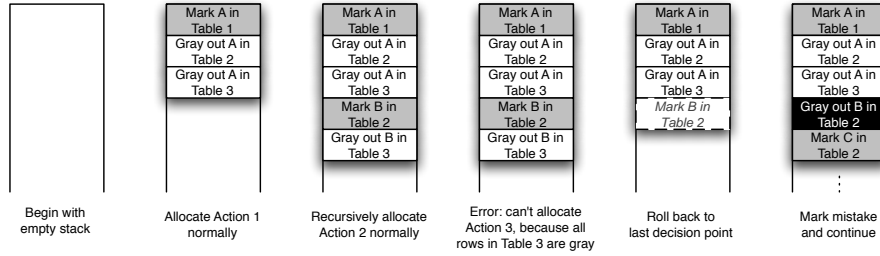 Mark A in
Table 1
Gray out A in
Table 2
Gray out A in
Table 3
Mark A in
Table 1
Gray out A in
Table 2
Gray out A in
Table 3
Mark B in
Table 2
Gray out B in
Table 3
Mark A in
Table 1
Gray out A in
Table 2
Gray out A in
Table 3
Mark B in
Table 2
Gray out B in
Table 3
Mark A in
Table 1
Gray out A in
Table 2
Gray out A in
Table 3
Mark B in
Table 2
Mark A in
Table 1
Gray out A in
Table 2
Gray out A in
Table 3
Gray out B in
Table 2
Mark C in
Table 2
Begin with
empty stack
Allocate Action 1
normally
Recursively allocate
Action 2 normally
Error: can't allocate
Action 3, because all
rows in Table 3 are gray
Roll back to
last decision point
Mark mistake
and continue